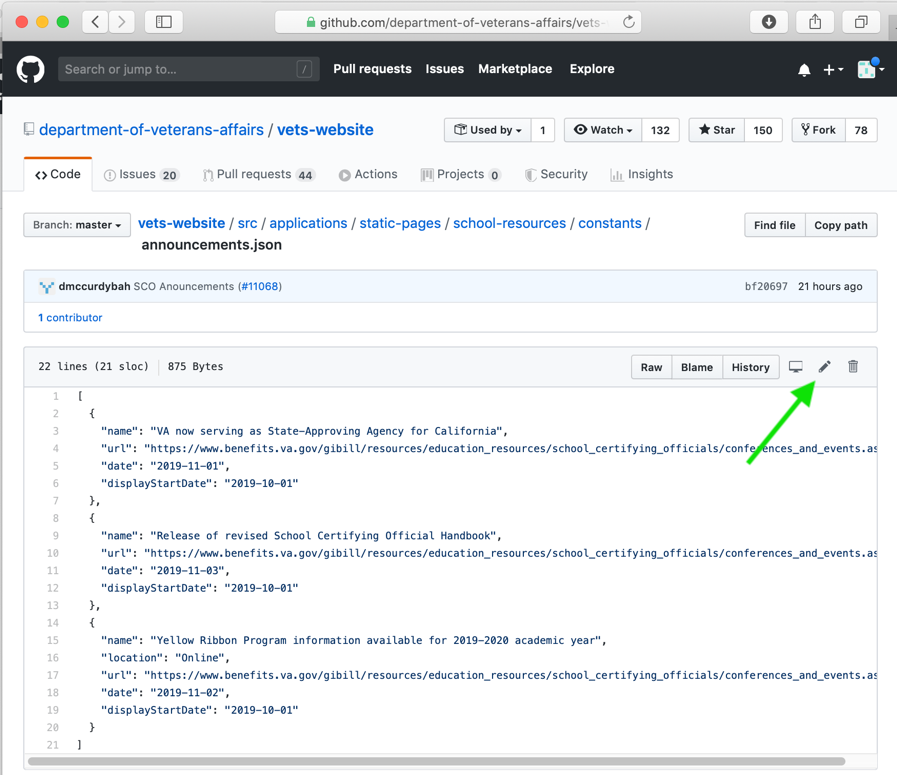 github.com/department-of-veterans-affairs/vets-
Search or jump to... /
Pull requests Issues Marketplace Explore
department-of-veterans-affairs / vets-website
Used by 1 Watch 132 Star 150 Fork 78
Code Issues 20 Pull requests 44 Actions Projects 0 Security Insights
Branch: master vets-website / src / applications / static-pages / school-resources / constants / Find file Copy path
announcements.json
dmccurdybah SCO Anouncements (#11068) bf20697 21 hours ago
1 contributor
22 lines (21 sloc) 875 Bytes Raw Blame History
1 [
2 {
3 "name": "VA now serving as State-Approving Agency for California",
4 "url": "https://www.benefits.va.gov/gibill/resources/education_resources/school_certifying_officials/conferences_and_events.as
5 "date": "2019-11-01",
6 "displayStartDate": "2019-10-01"
7 },
8 {
9 "name": "Release of revised School Certifying Official Handbook",
10 "url": "https://www.benefits.va.gov/gibill/resources/education_resources/school_certifying_officials/conferences_and_events.as
11 "date": "2019-11-03",
12 "displayStartDate": "2019-10-01"
13 },
14 {
15 "name": "Yellow Ribbon Program information available for 2019-2020 academic year",
16 "location": "Online",
17 "url": "https://www.benefits.va.gov/gibill/resources/education_resources/school_certifying_officials/conferences_and_events.as
18 "date": "2019-11-02",
19 "displayStartDate": "2019-10-01"
20 }
21 ]